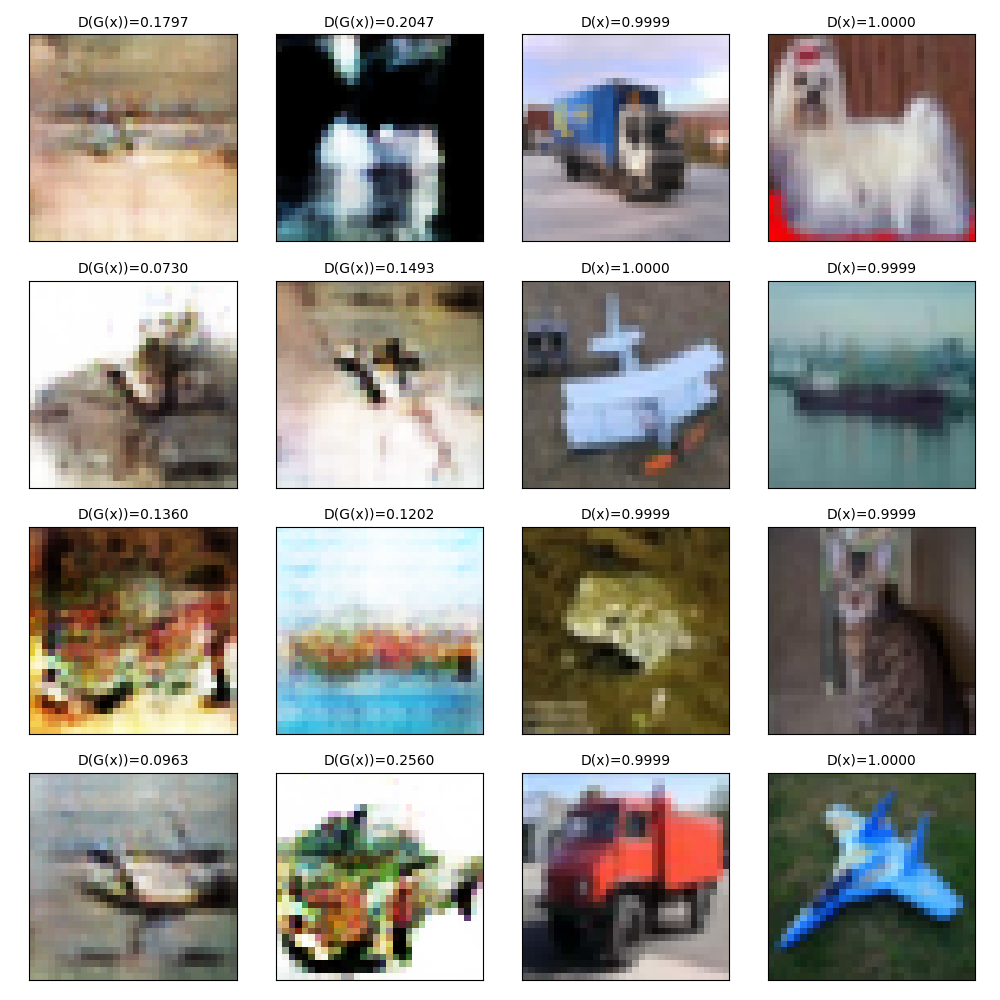 D(G(x))=0.1797 D(G(x))=0.2047 D(x)=0.9999 D(x)=1.0000
D(G(x))=0.0730 D(G(x))=0.1493 D(x)=1.0000 D(x)=0.9999
D(G(x))=0.1360 D(G(x))=0.1202 D(x)=0.9999 D(x)=0.9999
D(G(x))=0.0963 D(G(x))=0.2560 D(x)=0.9999 D(x)=1.0000